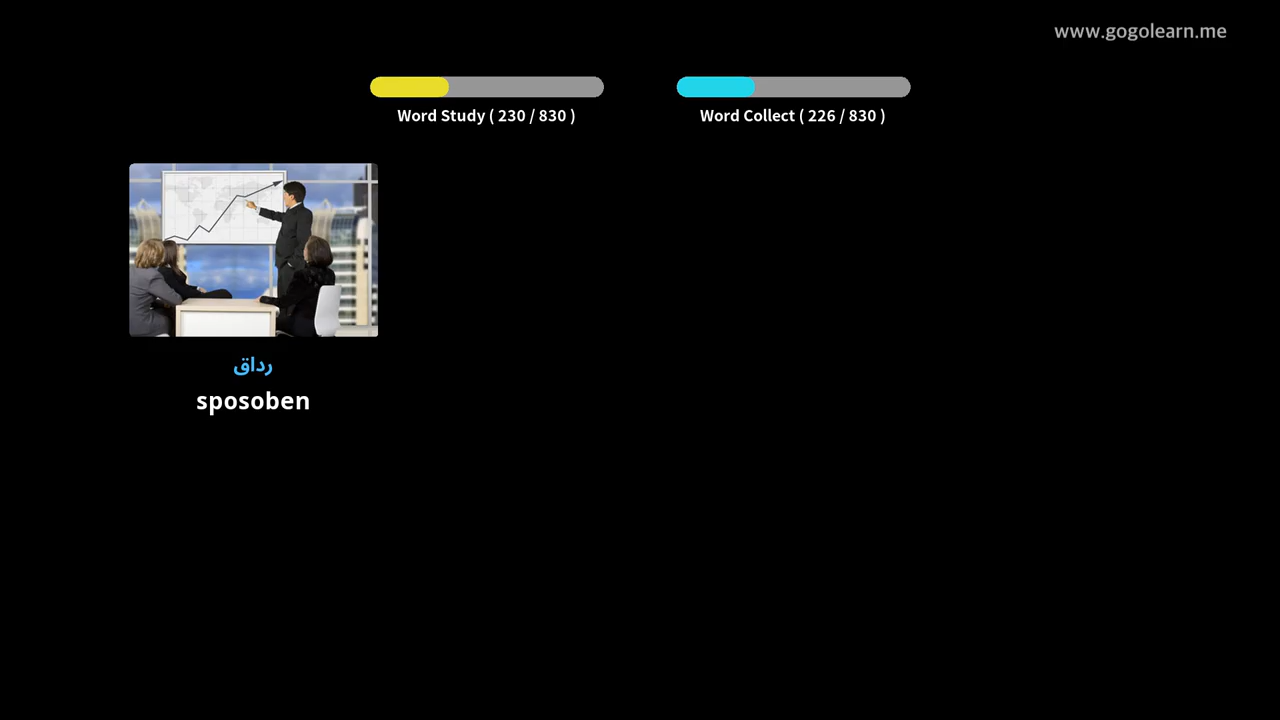 www.gogolearn.me
Word Study ( 230 / 830 )
Word Collect ( 226 / 830 )
رداق
sposoben